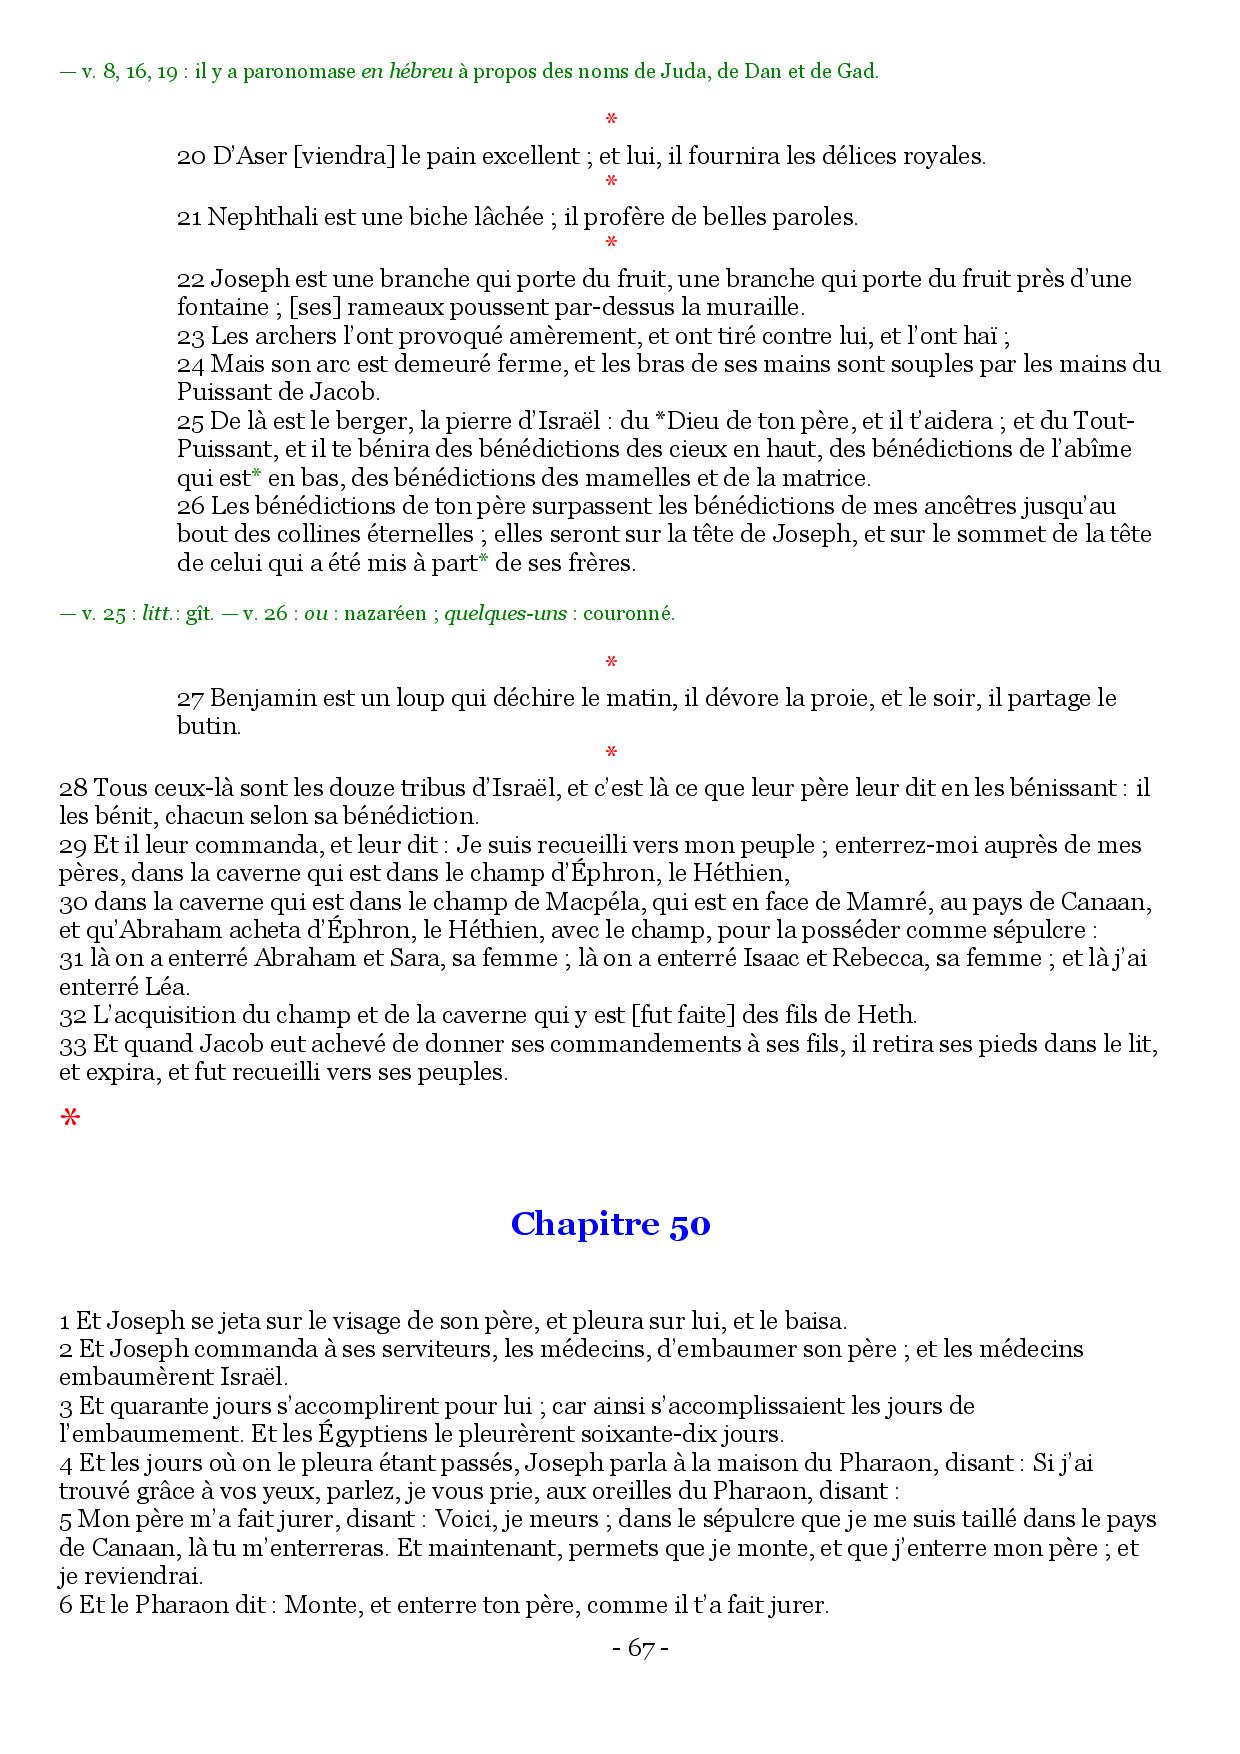 — v. 8, 16, 19 : il y a paronomase en hébreu à propos des noms de Juda, de Dan et de Gad.
*
20 D’Aser [viendra] le pain excellent ; et lui, il fournira les délices royales.
*
21 Nephthali est une biche lâchée ; il profère de belles paroles.
*
22 Joseph est une branche qui porte du fruit, une branche qui porte du fruit près d’une
fontaine ; [ses] rameaux poussent par-dessus la muraille.
23 Les archers l’ont provoqué amèrement, et ont tiré contre lui, et l’ont haï ;
24 Mais son arc est demeuré ferme, et les bras de ses mains sont souples par les mains du
Puissant de Jacob.
25 De là est le berger, la pierre d’Israël : du *Dieu de ton père, et il t’aidera ; et du Tout-
Puissant, et il te bénira des bénédictions des cieux en haut, des bénédictions de l’abîme
qui est* en bas, des bénédictions des mamelles et de la matrice.
26 Les bénédictions de ton père surpassent les bénédictions de mes ancêtres jusqu’au
bout des collines éternelles ; elles seront sur la tête de Joseph, et sur le sommet de la tête
de celui qui a été mis à part* de ses frères.
— v. 25 : litt.: gît. — v. 26 : ou : nazaréen ; quelques-uns : couronné.
*
27 Benjamin est un loup qui déchire le matin, il dévore la proie, et le soir, il partage le
butin.
*
28 Tous ceux-là sont les douze tribus d’Israël, et c’est là ce que leur père leur dit en les bénissant : il
les bénit, chacun selon sa bénédiction.
29 Et il leur commanda, et leur dit : Je suis recueilli vers mon peuple ; enterrez-moi auprès de mes
pères, dans la caverne qui est dans le champ d’Éphron, le Héthien,
30 dans la caverne qui est dans le champ de Macpéla, qui est en face de Mamré, au pays de Canaan,
et qu’Abraham acheta d’Éphron, le Héthien, avec le champ, pour la posséder comme sépulcre :
31 là on a enterré Abraham et Sara, sa femme ; là on a enterré Isaac et Rebecca, sa femme ; et là j’ai
enterré Léa.
32 L’acquisition du champ et de la caverne qui y est [fut faite] des fils de Heth.
33 Et quand Jacob eut achevé de donner ses commandements à ses fils, il retira ses pieds dans le lit,
et expira, et fut recueilli vers ses peuples.
*
Chapitre 50
1 Et Joseph se jeta sur le visage de son père, et pleura sur lui, et le baisa.
2 Et Joseph commanda à ses serviteurs, les médecins, d’embaumer son père ; et les médecins
embaumèrent Israël.
3 Et quarante jours s’accomplirent pour lui ; car ainsi s’accomplissaient les jours de
l’embaumement. Et les Égyptiens le pleurèrent soixante-dix jours.
4 Et les jours où on le pleura étant passés, Joseph parla à la maison du Pharaon, disant : Si j’ai
trouvé grâce à vos yeux, parlez, je vous prie, aux oreilles du Pharaon, disant :
5 Mon père m’a fait jurer, disant : Voici, je meurs ; dans le sépulcre que je me suis taillé dans le pays
de Canaan, là tu m’enterreras. Et maintenant, permets que je monte, et que j’enterre mon père ; et
je reviendrai.
6 Et le Pharaon dit : Monte, et enterre ton père, comme il t’a fait jurer.
- 67 -